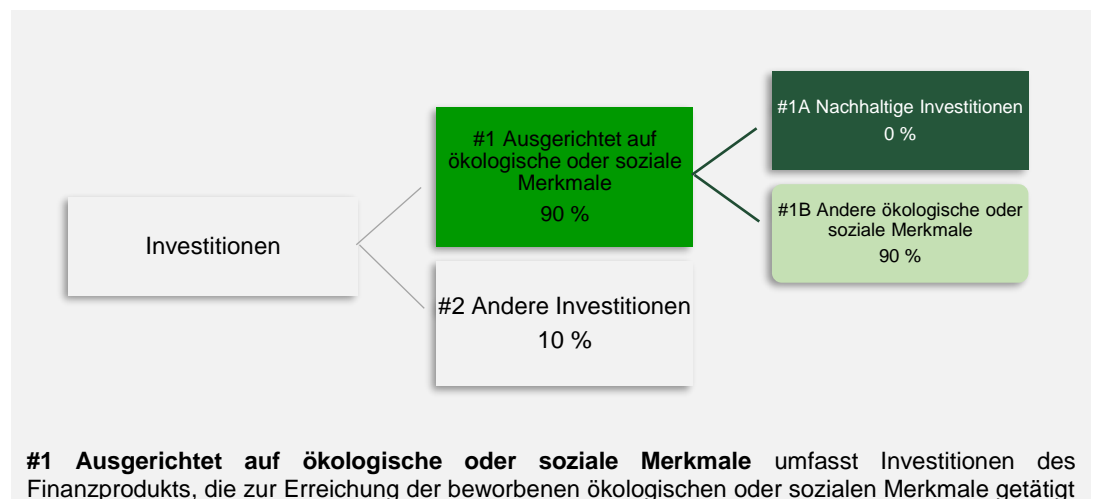 #1A Nachhaltige Investitionen
0 %
#1 Ausgerichtet auf
ökologische oder soziale
Merkmale
90 %
#1B Andere ökologische oder
soziale Merkmale
90 %
Investitionen
#2 Andere Investitionen
10 %
#1 Ausgerichtet auf ökologische oder soziale Merkmale umfasst Investitionen des
Finanzprodukts, die zur Erreichung der beworbenen ökologischen oder sozialen Merkmale getätigt